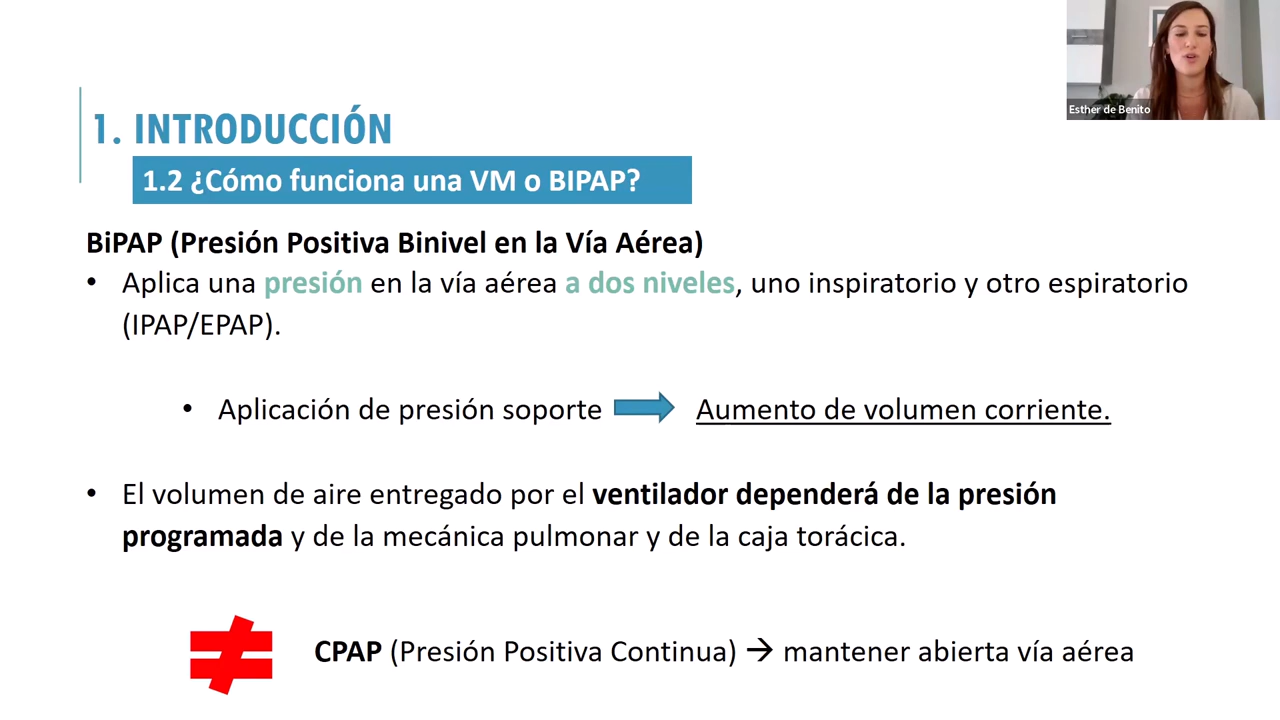 Esther de Benito
1. INTRODUCCIÓN
1.2 ¿Cómo funciona una VM o BIPAP?
BiPAP (Presión Positiva Binivel en la Vía Aérea)
• Aplica una presión en la vía aérea a dos niveles, uno inspiratorio y otro espiratorio
(IPAP/EPAP).
• Aplicación de presión soporte Aumento de volumen corriente.
• El volumen de aire entregado por el ventilador dependerá de la presión
programada y de la mecánica pulmonar y de la caja torácica.
≠ CPAP (Presión Positiva Continua) → mantener abierta vía aérea